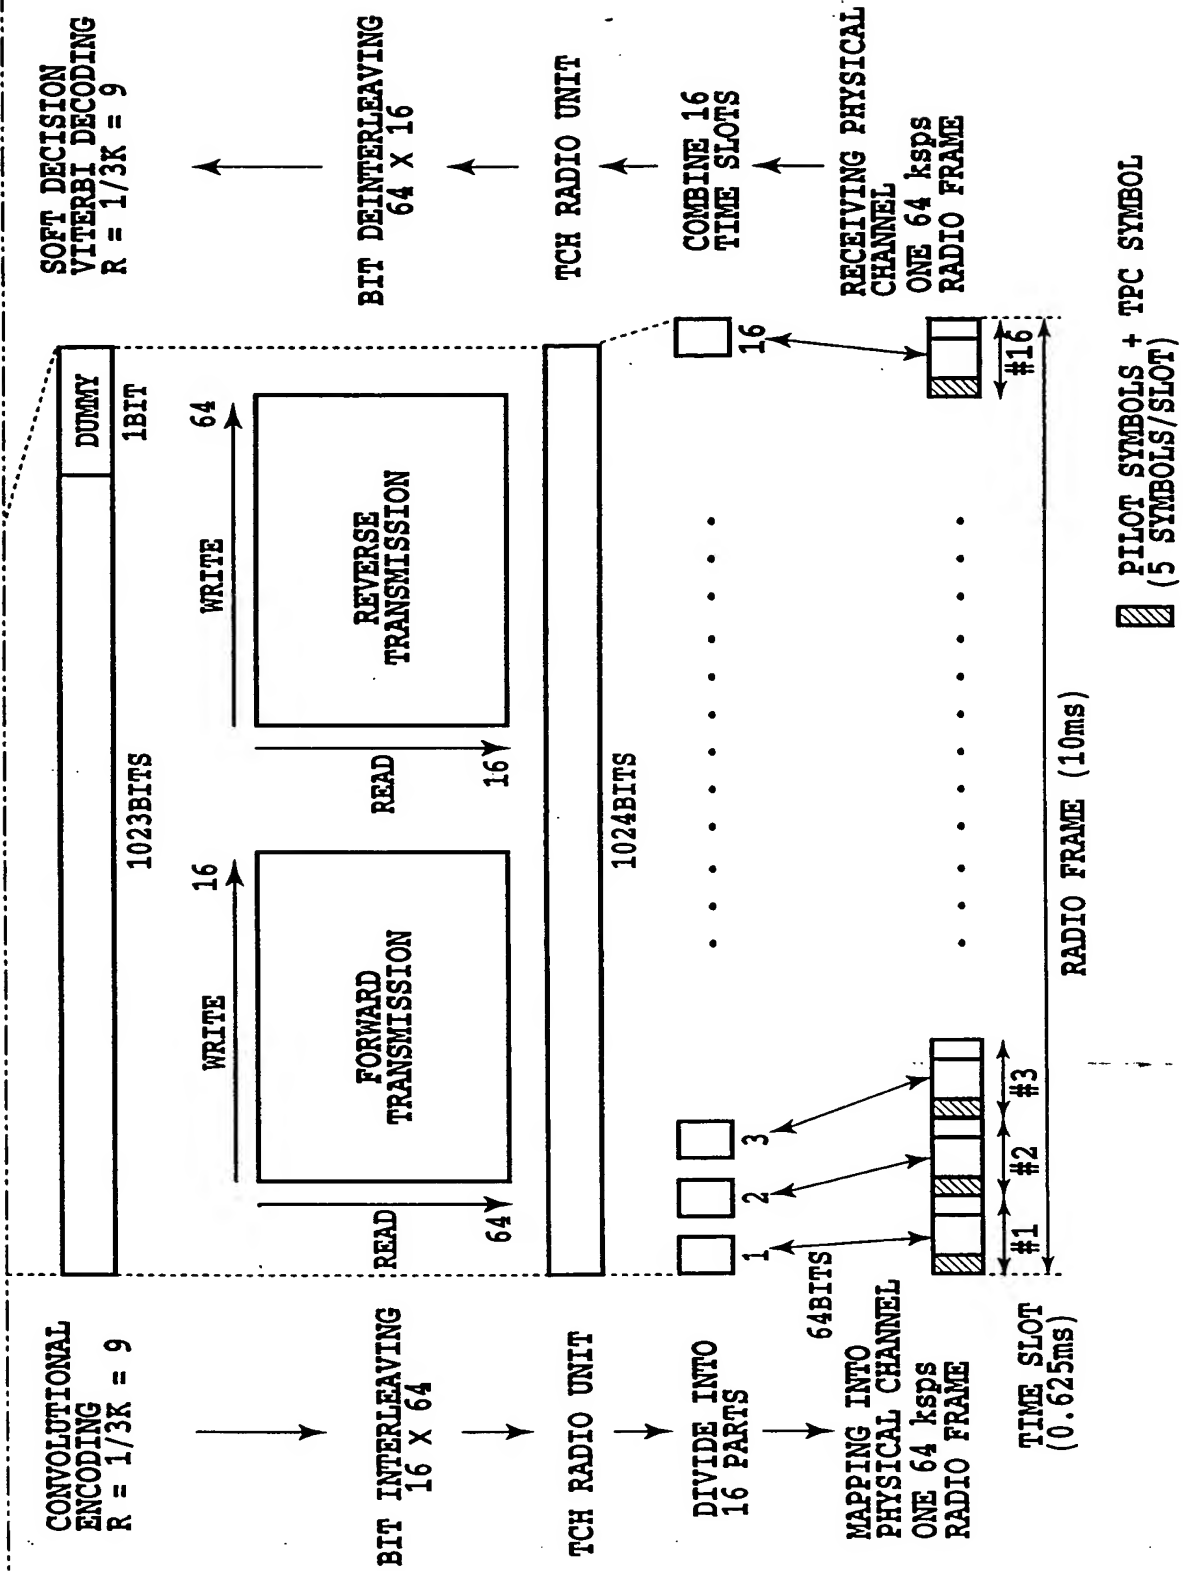 CONVOLUTIONAL
ENCODING
R = 1/3K = 9
BIT INTERLEAVING
16 X 64
TCH RADIO UNIT
DIVIDE INTO
16 PARTS
MAPPING INTO
PHYSICAL CHANNEL
ONE 64 ksps
RADIO FRAME
TIME SLOT
(0.625ms)
1023BITS
DUMMY
1BIT
WRITE
16
READ
64
FORWARD
TRANSMISSION
WRITE
64
READ
16
REVERSE
TRANSMISSION
1024BITS
1
2
3
16
64BITS
#1
#2
#3
#16
RADIO FRAME (10ms)
SOFT DECISION
VITERBI DECODING
R = 1/3K = 9
BIT DEINTERLEAVING
64 X 16
TCH RADIO UNIT
COMBINE 16
TIME SLOTS
RECEIVING PHYSICAL
CHANNEL
ONE 64 ksps
RADIO FRAME
PILOT SYMBOLS + TPC SYMBOL
(5 SYMBOLS/SLOT)